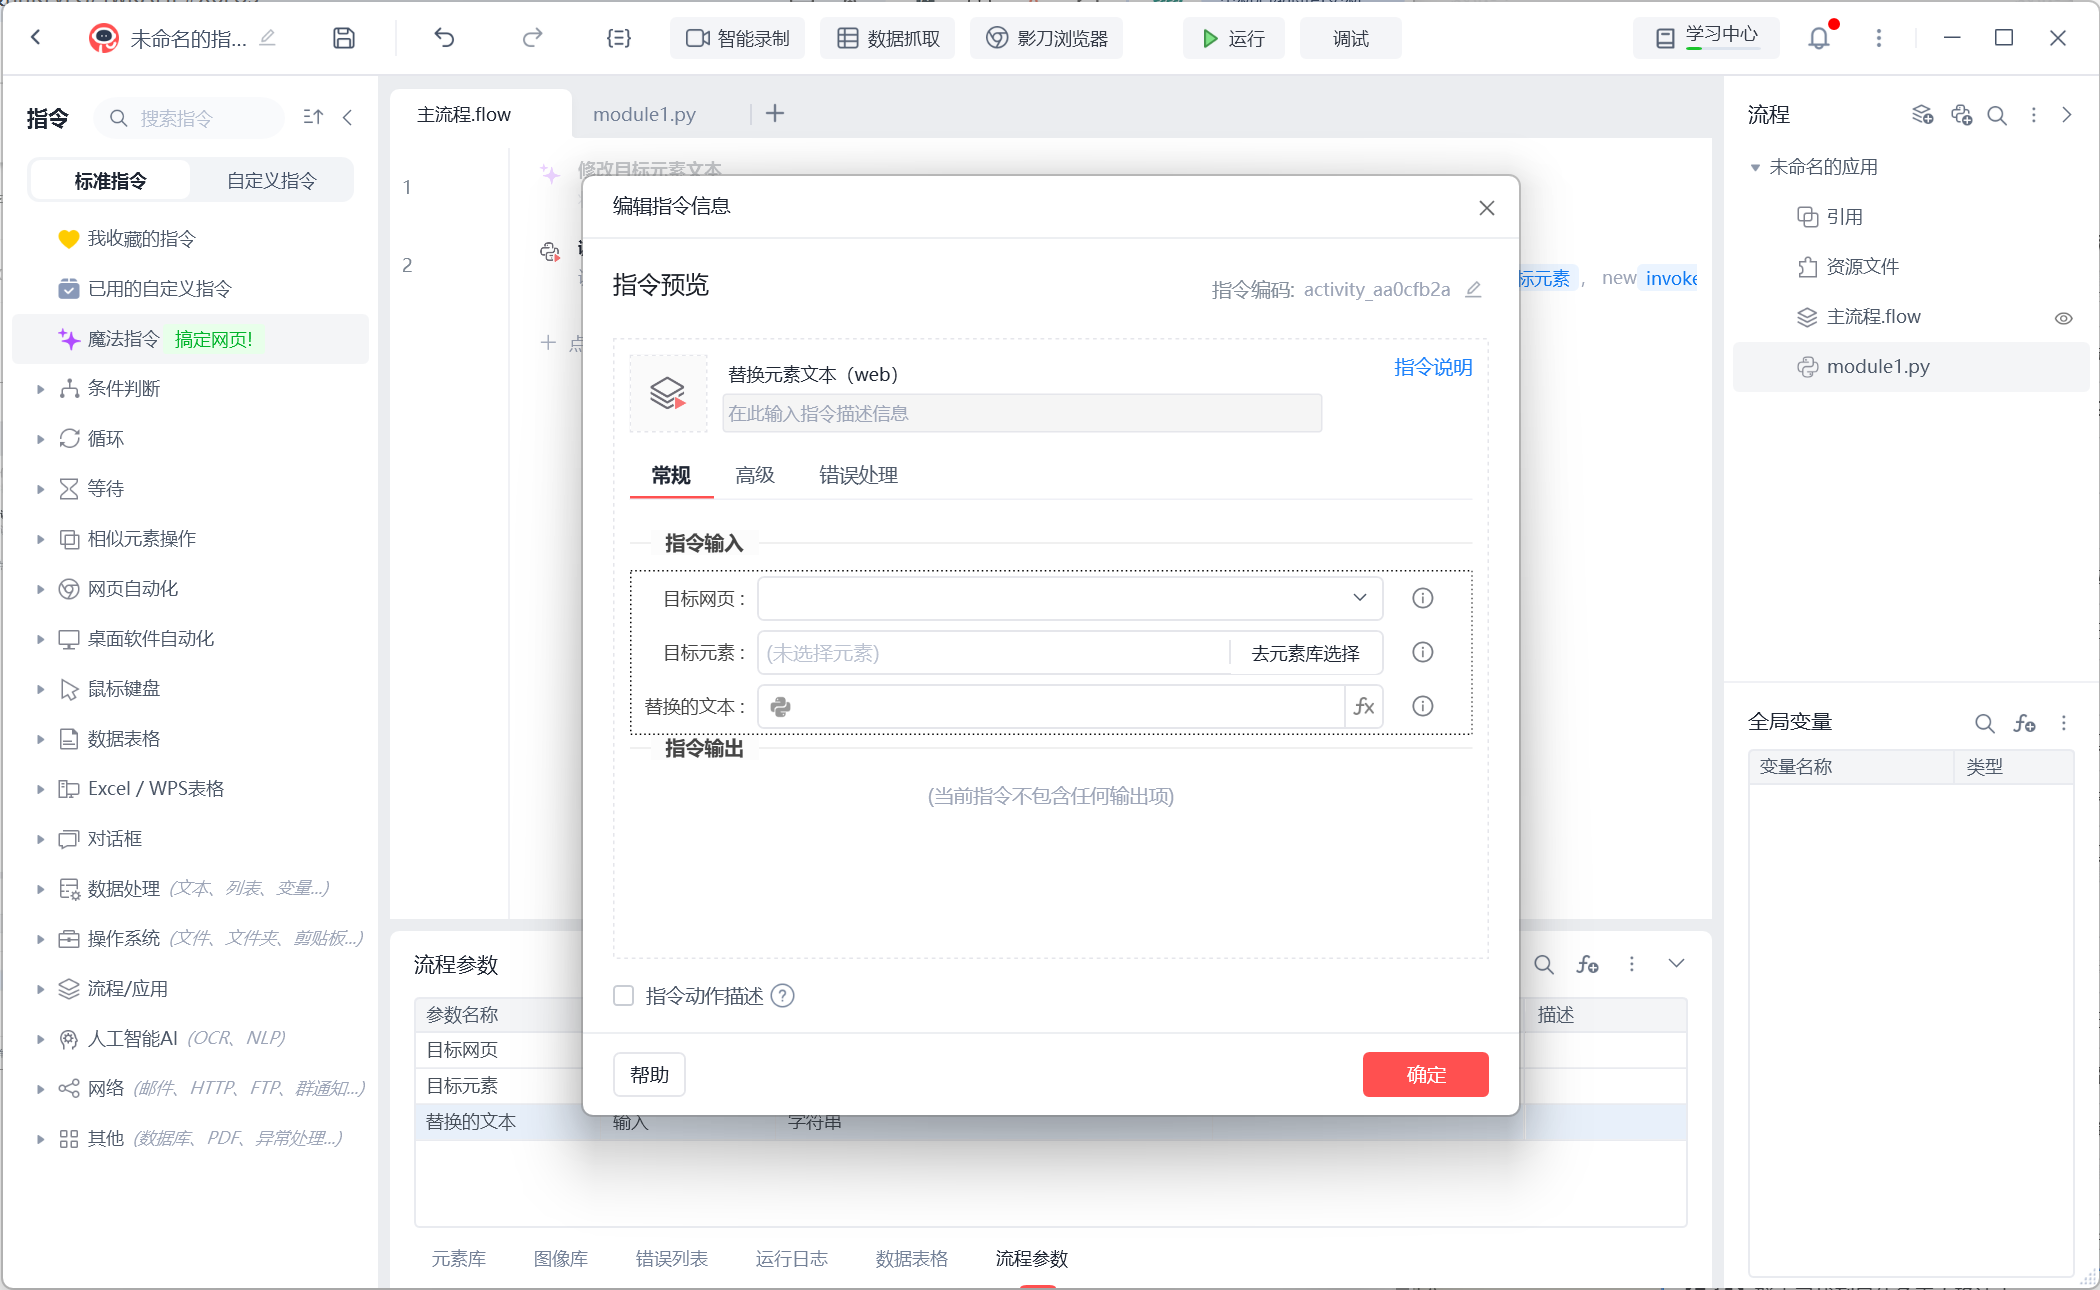 未命名的指...
智能录制
数据抓取
影刀浏览器
运行
调试
学习中心
指令
搜索指令
标准指令
自定义指令
我收藏的指令
已用的自定义指令
魔法指令 搞定网页!
条件判断
循环
等待
相似元素操作
网页自动化
桌面软件自动化
鼠标键盘
数据表格
Excel / WPS表格
对话框
数据处理 (文本、列表、变量...)
操作系统 (文件、文件夹、剪贴板...)
流程/应用
人工智能AI (OCR、NLP)
网络 (邮件、HTTP、FTP、群通知...)
其他 (数据库、PDF、异常处理...)
主流程.flow
module1.py
1
修改目标元素文本
2
标元素, new invoke
编辑指令信息
指令预览
指令编码: activity_aa0cfb2a
替换元素文本（web）
指令说明
在此输入指令描述信息
常规
高级
错误处理
指令输入
目标网页 :
目标元素 :
(未选择元素)
去元素库选择
替换的文本 :
fx
指令输出
(当前指令不包含任何输出项)
指令动作描述
帮助
确定
流程参数
参数名称
描述
目标网页
目标元素
替换的文本
输入
字符串
元素库
图像库
错误列表
运行日志
数据表格
流程参数
流程
未命名的应用
引用
资源文件
主流程.flow
module1.py
全局变量
变量名称
类型